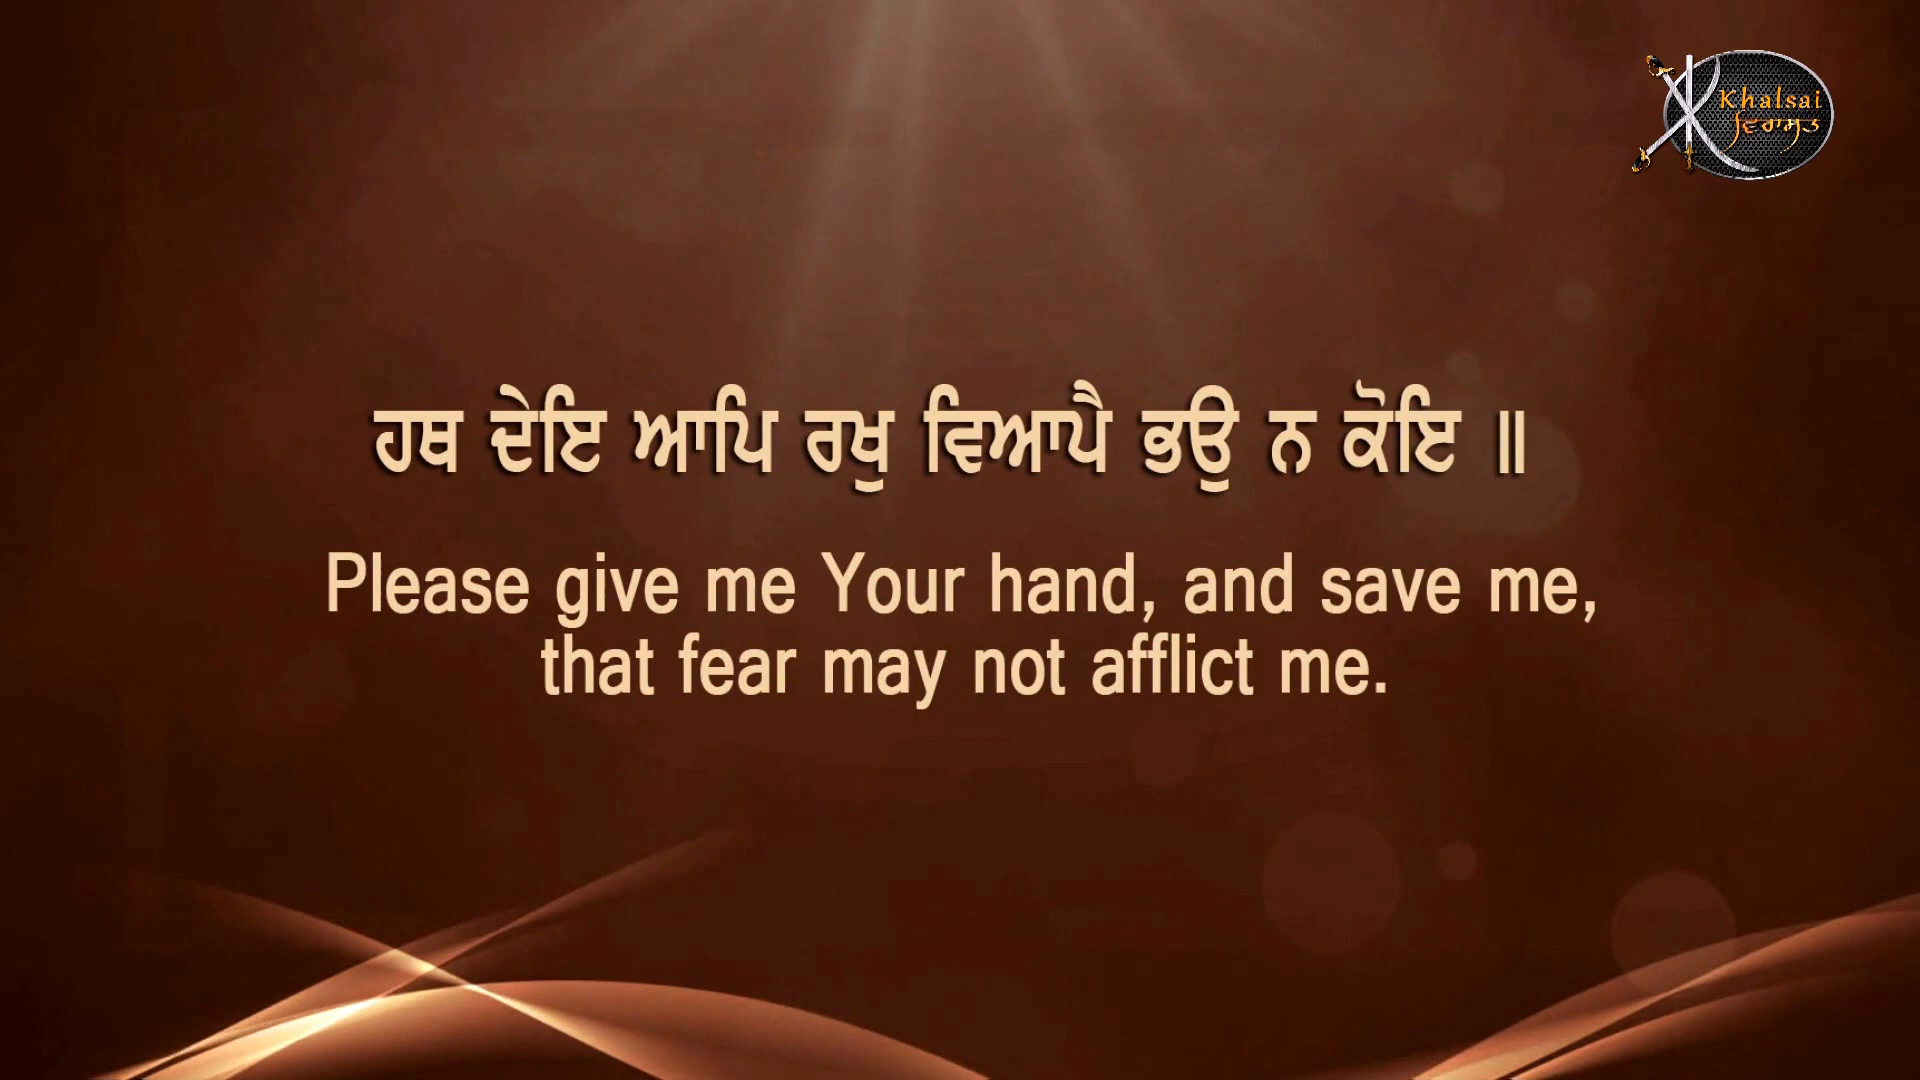 Khalsai
ਵਿਰਾਸਤ
ਹਥ ਦੇਇ ਆਪਿ ਰਖੁ ਵਿਆਪੈ ਭਉ ਨ ਕੋਇ ॥
Please give me Your hand, and save me,
that fear may not afflict me.